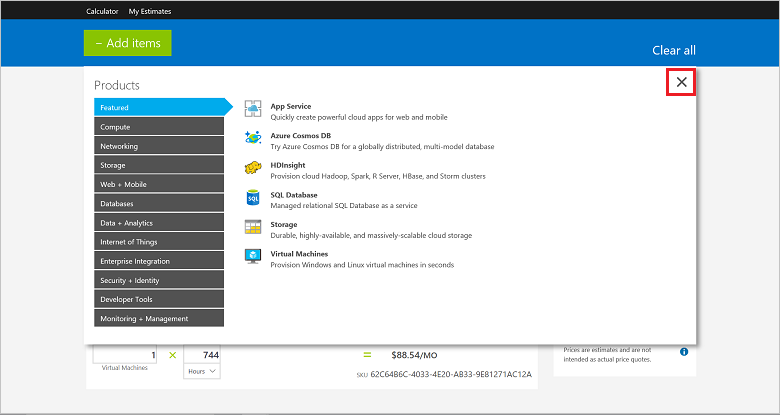 Calculator My Estimates
– Add items
Clear all
Products
Featured
Compute
Networking
Storage
Web + Mobile
Databases
Data + Analytics
Internet of Things
Enterprise Integration
Security + Identity
Developer Tools
Monitoring + Management
App Service
Quickly create powerful cloud apps for web and mobile
Azure Cosmos DB
Try Azure Cosmos DB for a globally distributed, multi-model database
HDInsight
Provision cloud Hadoop, Spark, R Server, HBase, and Storm clusters
SQL
SQL Database
Managed relational SQL Database as a service
Storage
Durable, highly-available, and massively-scalable cloud storage
Virtual Machines
Provision Windows and Linux virtual machines in seconds
1 × 744 = $88.54/MO
Virtual Machines
Hours
SKU 62C64B6C-4033-4E20-AB33-9E81271AC12A
Prices are estimates and are not
intended as actual price quotes.